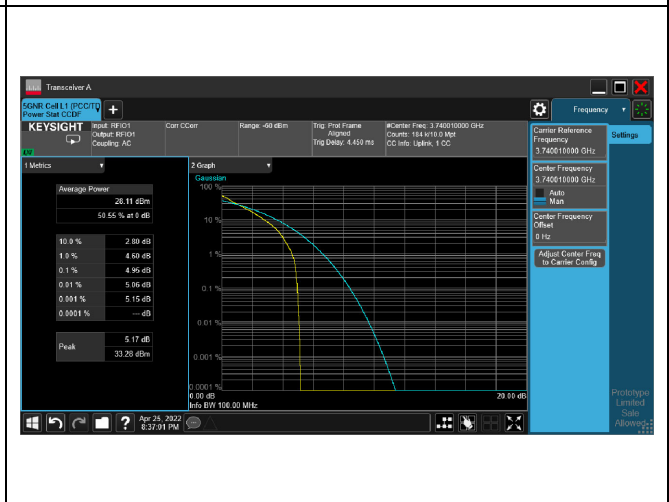 Transceiver A
5GNR Cell L1 (PCC/TD
Power Stat CCDF
+
Frequency
KEYSIGHT
Input: RFIO1
Output: RFIO1
Coupling: AC
Corr CCorr
Range: -60 dBm
Trig: Prot Frame
Aligned
Trig Delay: 4.450 ms
#Center Freq: 3.740010000 GHz
Counts: 184 k/10.0 Mpt
CC Info: Uplink, 1 CC
Carrier Reference
Frequency
3.740010000 GHz
Settings
Center Frequency
3.740010000 GHz
Auto
Man
Center Frequency
Offset
0 Hz
Adjust Center Freq
to Carrier Config
1 Metrics
Average Power
28.11 dBm
50.55 % at 0 dB
10.0 % 2.80 dB
1.0 % 4.60 dB
0.1 % 4.95 dB
0.01 % 5.06 dB
0.001 % 5.15 dB
0.0001 % --- dB
Peak
5.17 dB
33.28 dBm
2 Graph
Gaussian
100 %
10 %
1 %
0.1 %
0.01 %
0.001 %
0.0001 %
0.00 dB
20.00 dB
Info BW 100.00 MHz
Prototype
Limited
Sale
Allowed
?
Apr 25, 2022
8:37:01 PM